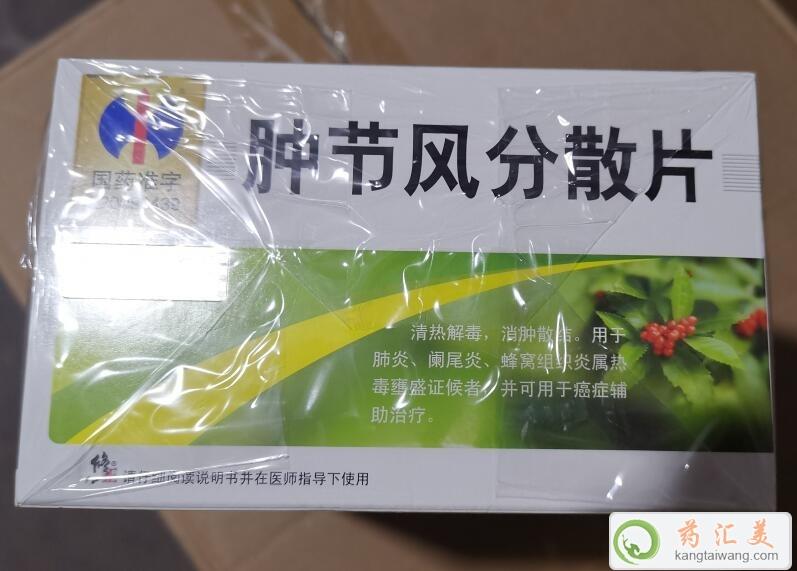 肿节风分散片
国药准字
清热解毒，消肿散结。用于
肺炎、阑尾炎、蜂窝组织炎属热
毒壅盛证候者，并可用于癌症辅
助治疗。
修正
请仔细阅读说明书并在医师指导下使用
药汇美
kangtaiwang.com